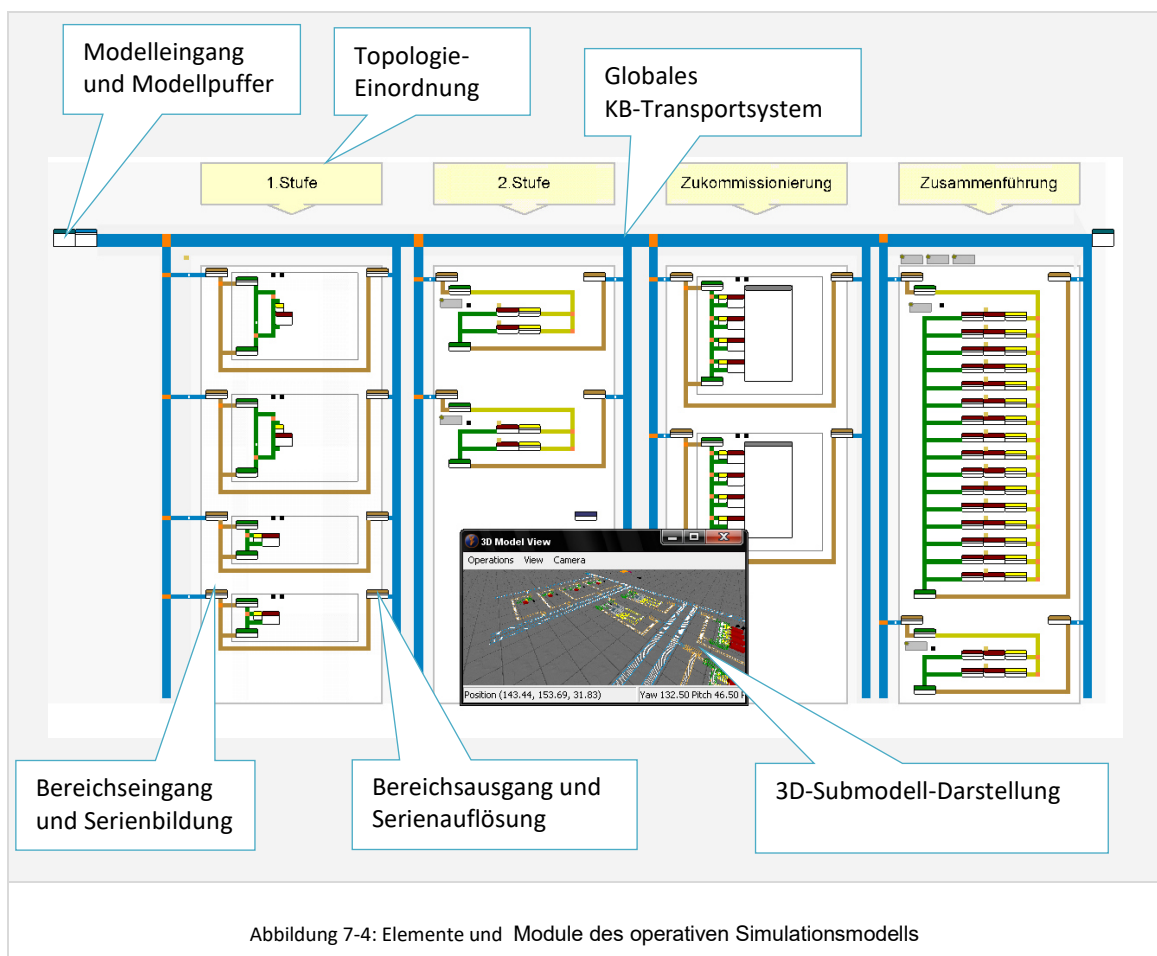 Modelleingang
und Modellpuffer
Topologie-
Einordnung
Globales
KB-Transportsystem
1.Stufe
2.Stufe
Zukommissionierung
Zusammenführung
3D Model View
Operations View Camera
Position (143.44, 153.69, 31.83)
Yaw 132.50 Pitch 46.50
Bereichseingang
und Serienbildung
Bereichsausgang und
Serienauflösung
3D-Submodell-Darstellung
Abbildung 7-4: Elemente und Module des operativen Simulationsmodells